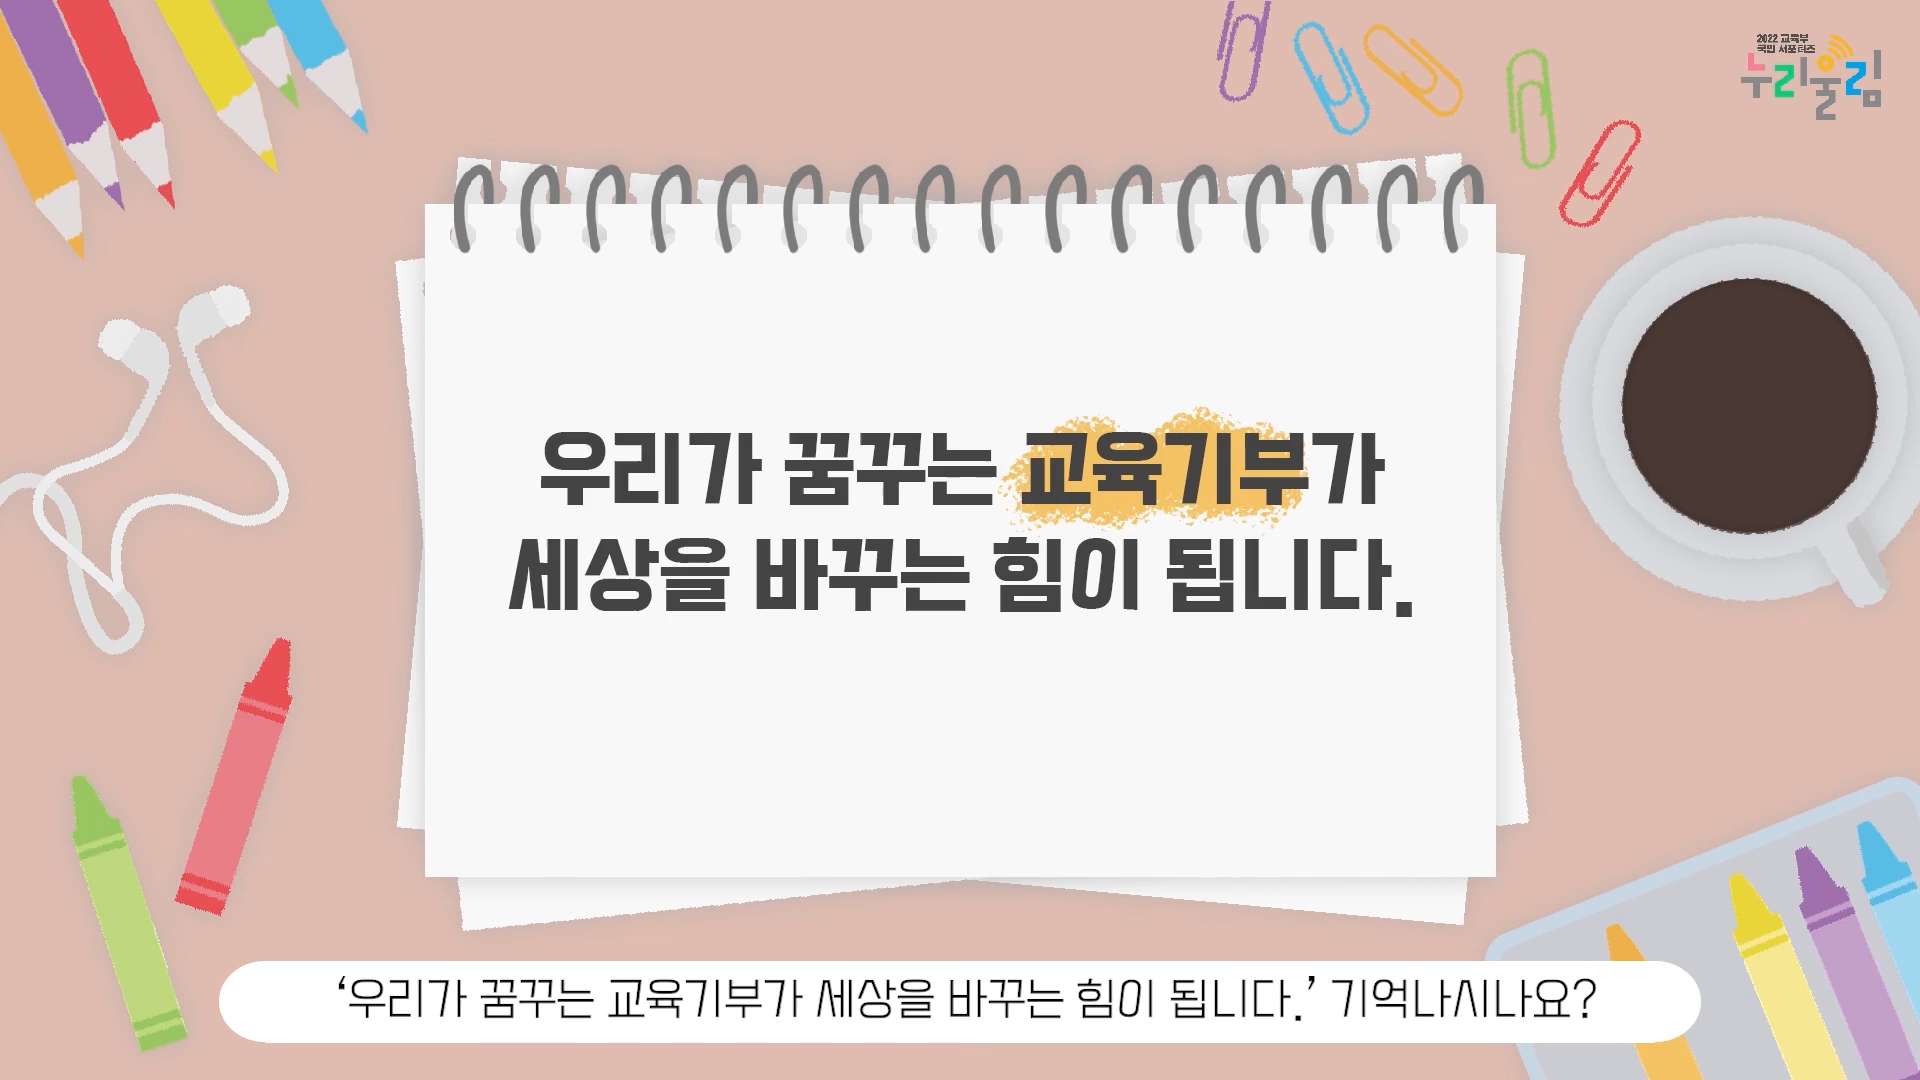 2022 교육부
국민 서포터즈
누리울림
우리가 꿈꾸는 교육기부가
세상을 바꾸는 힘이 됩니다.
‘우리가 꿈꾸는 교육기부가 세상을 바꾸는 힘이 됩니다.’ 기억나시나요?